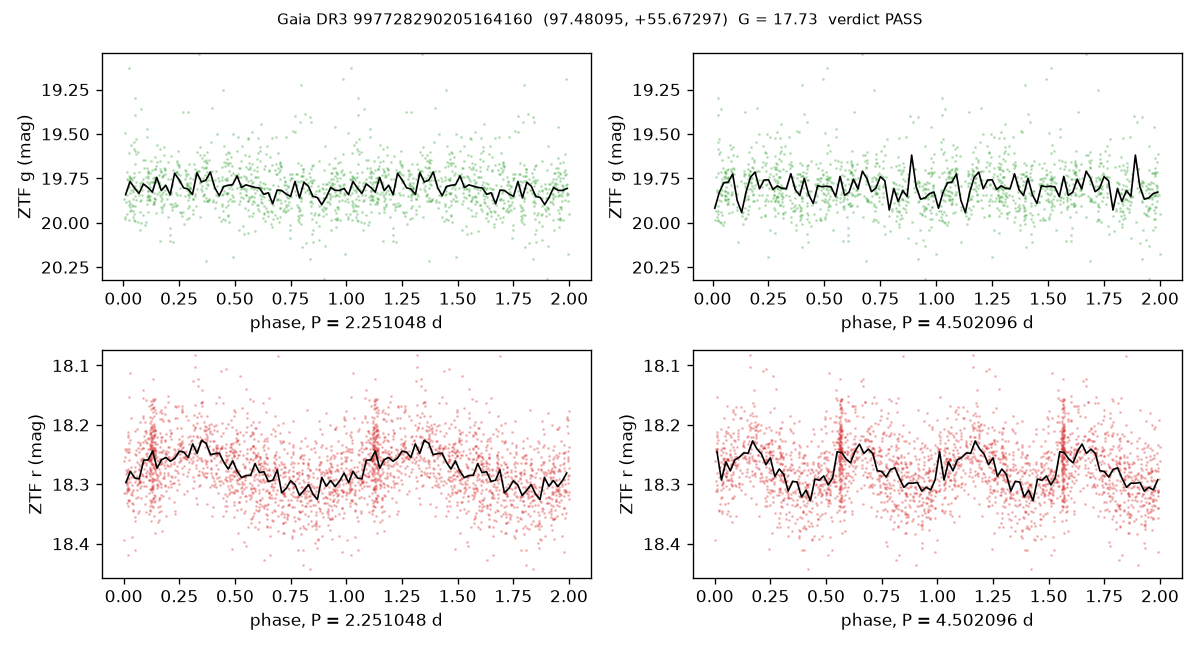 Gaia DR3 997728290205164160 (97.48095, +55.67297) G = 17.73 verdict PASS
ZTF g (mag)
19.25
19.50
19.75
20.00
20.25
0.00 0.25 0.50 0.75 1.00 1.25 1.50 1.75 2.00
phase, P = 2.251048 d
ZTF g (mag)
19.25
19.50
19.75
20.00
20.25
0.00 0.25 0.50 0.75 1.00 1.25 1.50 1.75 2.00
phase, P = 4.502096 d
ZTF r (mag)
18.1
18.2
18.3
18.4
0.00 0.25 0.50 0.75 1.00 1.25 1.50 1.75 2.00
phase, P = 2.251048 d
ZTF r (mag)
18.1
18.2
18.3
18.4
0.00 0.25 0.50 0.75 1.00 1.25 1.50 1.75 2.00
phase, P = 4.502096 d